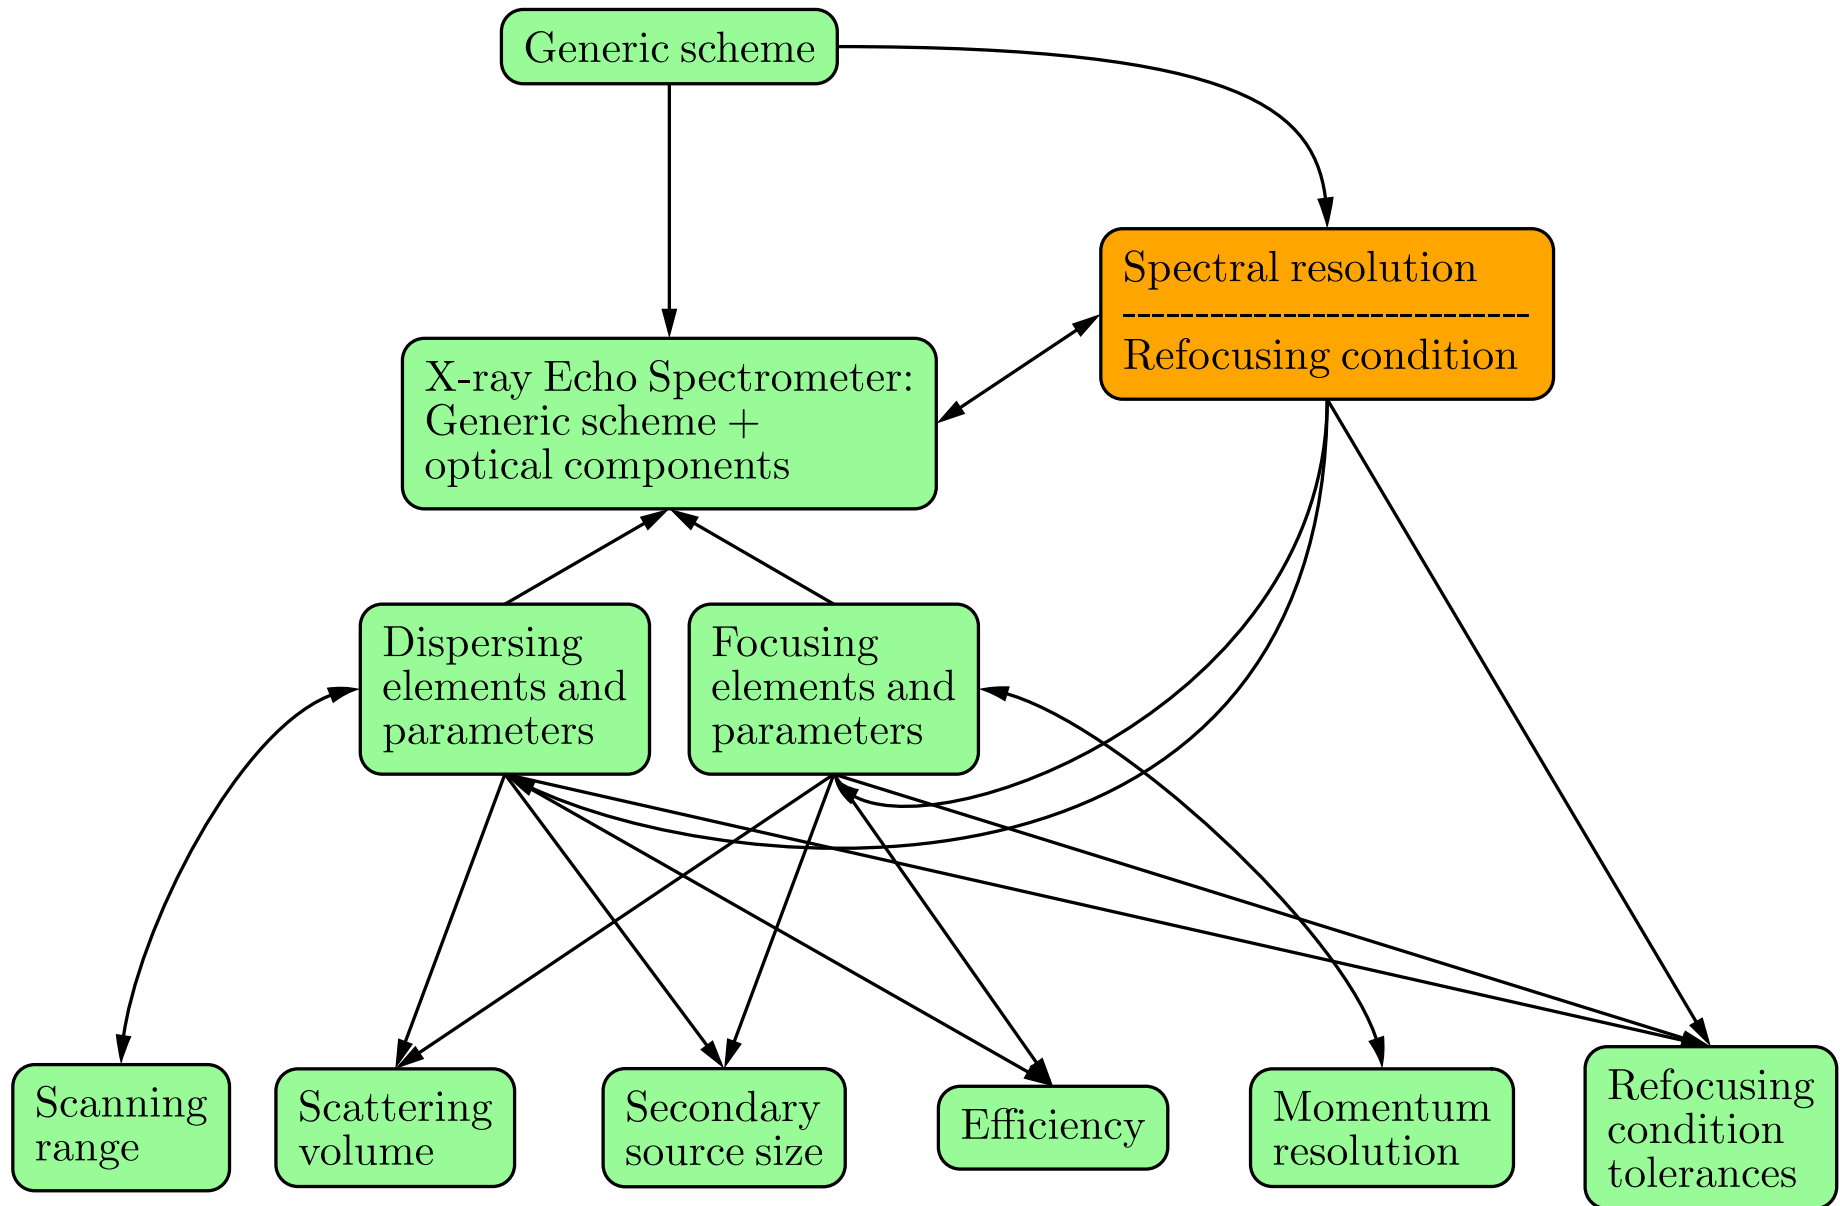 Generic scheme
Spectral resolution
----------------------------
Refocusing condition
X-ray Echo Spectrometer:
Generic scheme +
optical components
Dispersing
elements and
parameters
Focusing
elements and
parameters
Scanning
range
Scattering
volume
Secondary
source size
Efficiency
Momentum
resolution
Refocusing
condition
tolerances